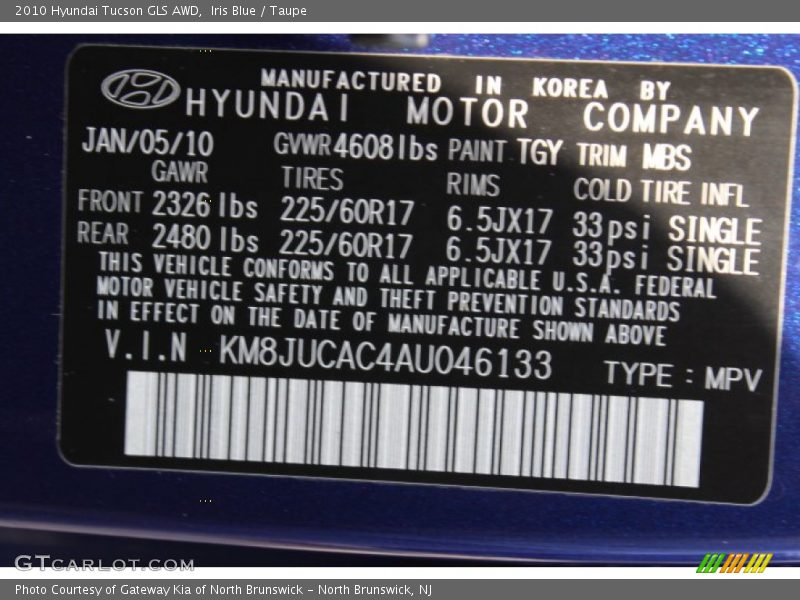 2010 Hyundai Tucson GLS AWD,  Iris Blue / Taupe
MANUFACTURED IN KOREA BY
HYUNDAI MOTOR COMPANY
JAN/05/10 GVWR 4608lbs PAINT TGY TRIM MBS
GAWR TIRES RIMS COLD TIRE INFL
FRONT 2326 lbs 225/60R17 6.5JX17 33psi SINGLE
REAR 2480 lbs 225/60R17 6.5JX17 33psi SINGLE
THIS VEHICLE CONFORMS TO ALL APPLICABLE U.S.A. FEDERAL
MOTOR VEHICLE SAFETY AND THEFT PREVENTION STANDARDS
IN EFFECT ON THE DATE OF MANUFACTURE SHOWN ABOVE
V.I.N KM8JUCAC4AU046133 TYPE : MPV
GTCARLOT.COM
Photo Courtesy of Gateway Kia of North Brunswick - North Brunswick, NJ